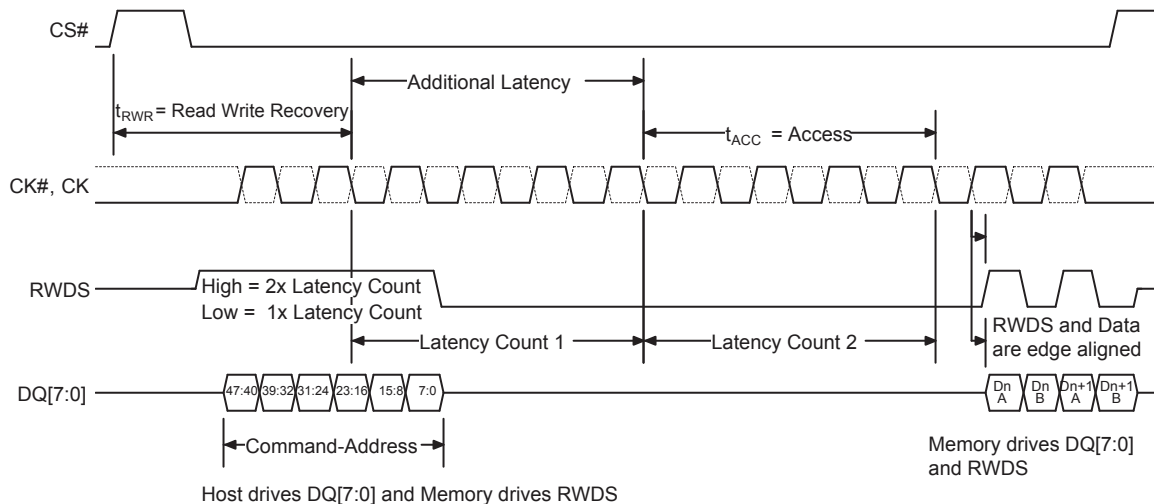 CS#
Additional Latency
tRWR = Read Write Recovery
tACC = Access
CK#, CK
RWDS
High = 2x Latency Count
Low = 1x Latency Count
Latency Count 1
Latency Count 2
RWDS and Data
are edge aligned
DQ[7:0]
47:40 39:32 31:24 23:16 15:8 7:0
Dn A
Dn B
Dn+1 A
Dn+1 B
Command-Address
Memory drives DQ[7:0]
and RWDS
Host drives DQ[7:0] and Memory drives RWDS